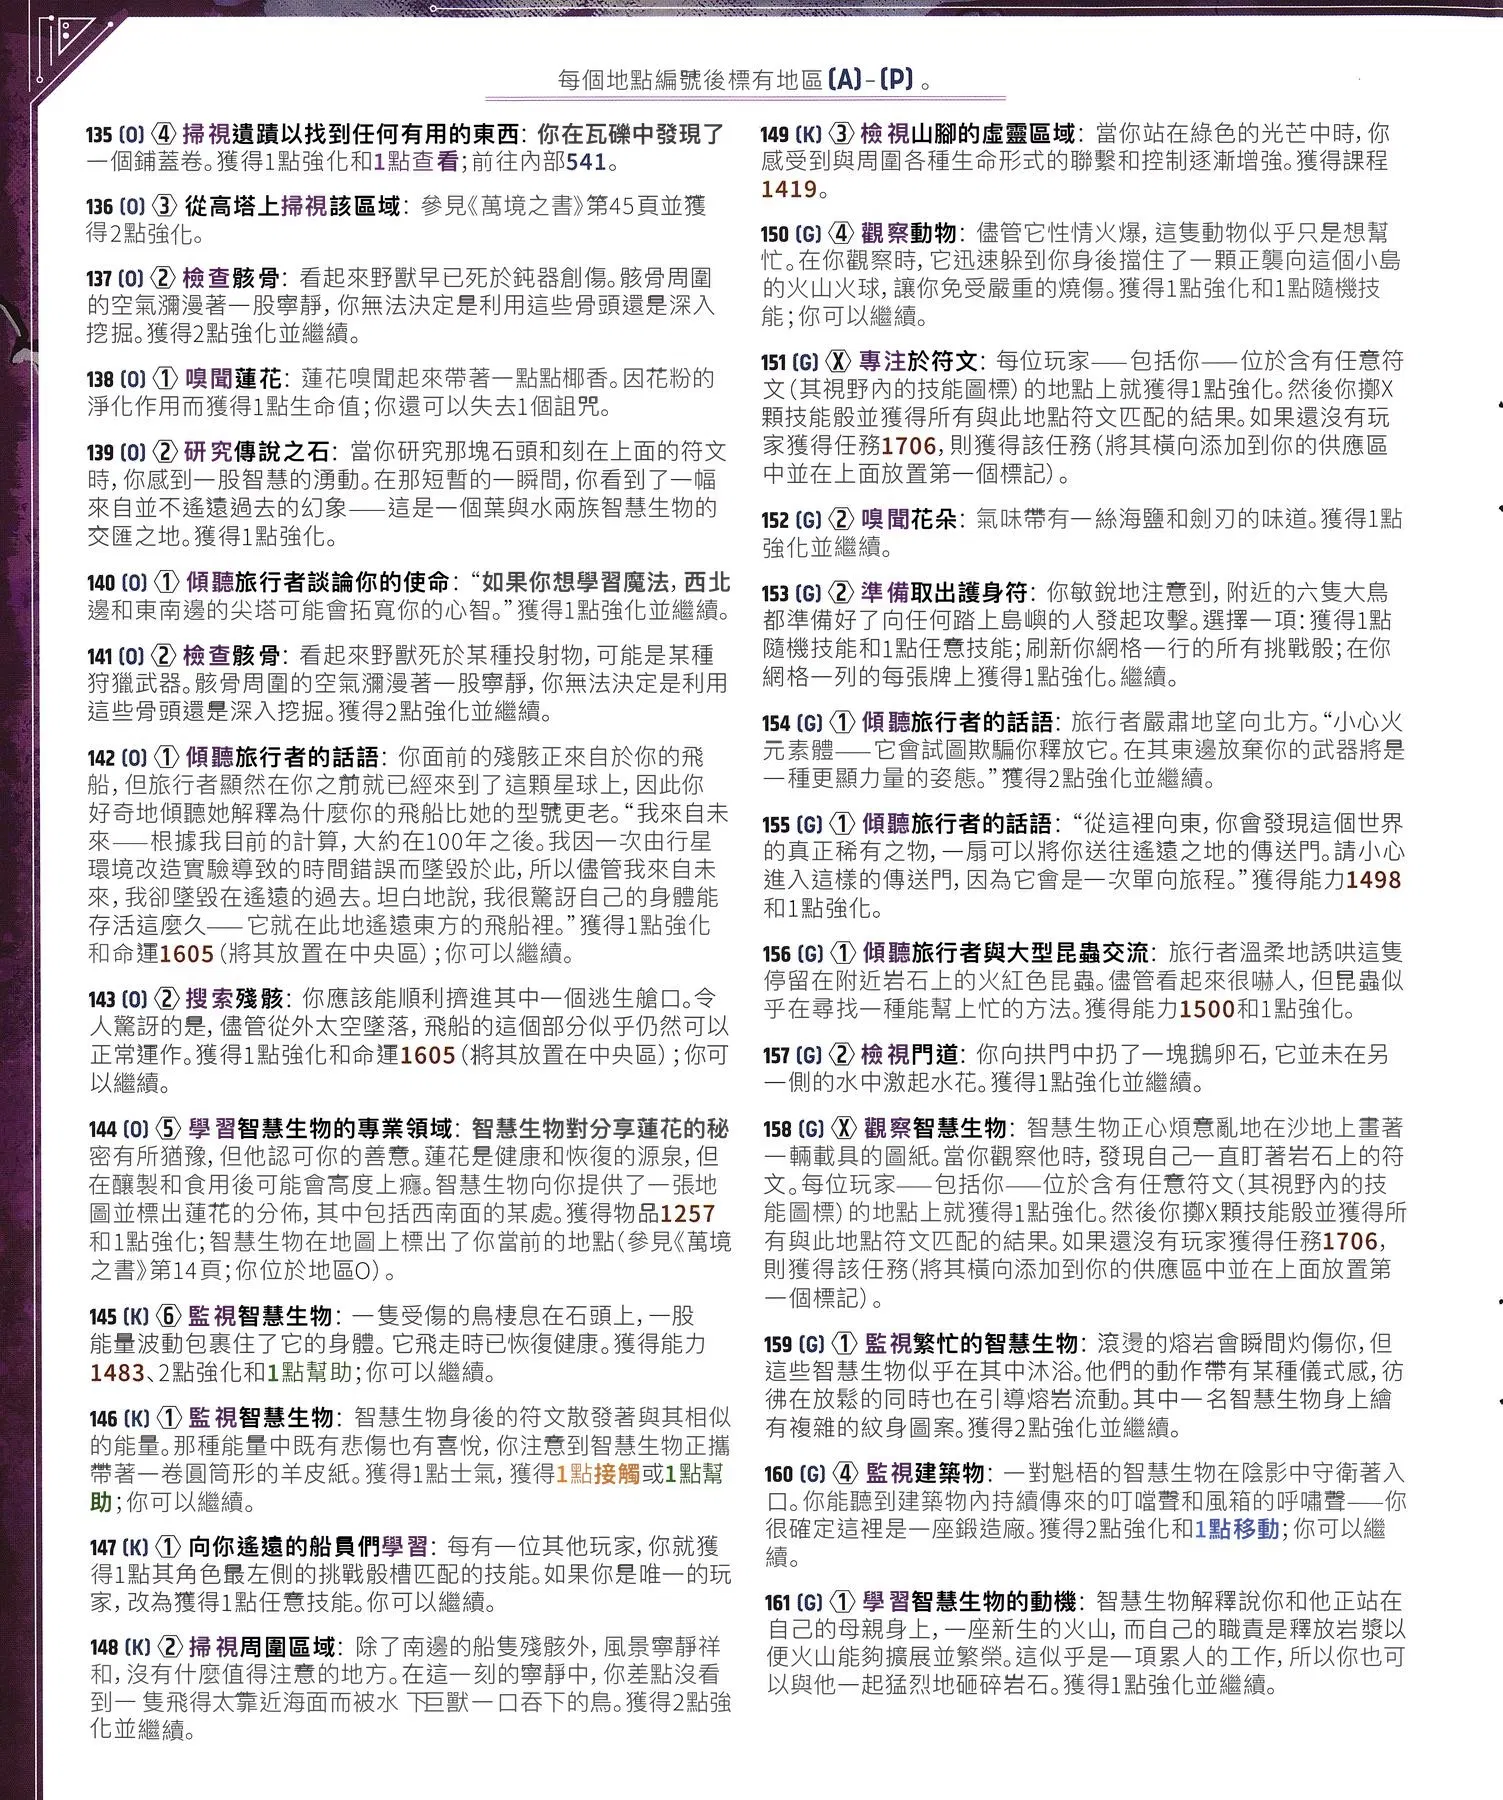 每個地點編號後標有地區(A)-(P)。
135 (O) 4 掃視遺蹟以找到任何有用的東西: 你在瓦礫中發現了
一個鋪蓋卷。獲得1點強化和1點查看;前往內部541。
136 (O) 3 從高塔上掃視該區域: 參見《萬境之書》第45頁並獲
得2點強化。
137 (O) 2 檢查骸骨: 看起來野獸早已死於鈍器創傷。骸骨周圍
的空氣瀰漫著一股寧靜,你無法決定是利用這些骨頭還是深入
挖掘。獲得2點強化並繼續。
138 (O) 1 嗅聞蓮花: 蓮花嗅聞起來帶著一點點椰香。因花粉的
淨化作用而獲得1點生命值;你還可以失去1個詛咒。
139 (O) 2 研究傳說之石: 當你研究那塊石頭和刻在上面的符文
時,你感到一股智慧的湧動。在那短暫的一瞬間,你看到了一幅
來自並不遙遠過去的幻象——這是一個葉與水兩族智慧生物的
交匯之地。獲得1點強化。
140 (O) 1 傾聽旅行者談論你的使命: “如果你想學習魔法, 西北
邊和東南邊的尖塔可能會拓寬你的心智。”獲得1點強化並繼續。
141 (O) 2 檢查骸骨: 看起來野獸死於某種投射物,可能是某種
狩獵武器。骸骨周圍的空氣瀰漫著一股寧靜,你無法決定是利用
這些骨頭還是深入挖掘。獲得2點強化並繼續。
142 (O) 1 傾聽旅行者的話語: 你面前的殘骸正來自於你的飛
船,但旅行者顯然在你之前就已經來到了這顆星球上,因此你
好奇地傾聽她解釋為什麼你的飛船比她的型號更老。“我來自未
來——根據我目前的計算,大約在100年之後。我因一次由行星
環境改造實驗導致的時間錯誤而墜毀於此,所以儘管我來自未
來,我卻墜毀在遙遠的過去。坦白地說,我很驚訝自己的身體能
存活這麼久——它就在此地遙遠東方的飛船裡。”獲得1點強化
和命運1605(將其放置在中央區);你可以繼續。
143 (O) 2 搜索殘骸: 你應該能順利擠進其中一個逃生艙口。令
人驚訝的是,儘管從外太空墜落,飛船的這個部分似乎仍然可以
正常運作。獲得1點強化和命運1605(將其放置在中央區);你可
以繼續。
144 (O) 5 學習智慧生物的專業領域: 智慧生物對分享蓮花的秘
密有所猶豫,但他認可你的善意。蓮花是健康和恢復的源泉,但
在釀製和食用後可能會高度上癮。智慧生物向你提供了一張地
圖並標出蓮花的分佈,其中包括西南面的某處。獲得物品1257
和1點強化;智慧生物在地圖上標出了你當前的地點(參見《萬境
之書》第14頁;你位於地區O)。
145 (K) 6 監視智慧生物: 一隻受傷的鳥棲息在石頭上,一股
能量波動包裹住了它的身體。它飛走時已恢復健康。獲得能力
1483、2點強化和1點幫助;你可以繼續。
146 (K) 1 監視智慧生物: 智慧生物身後的符文散發著與其相似
的能量。那種能量中既有悲傷也有喜悅,你注意到智慧生物正攜
帶著一卷圓筒形的羊皮紙。獲得1點士氣,獲得1點接觸或1點幫
助;你可以繼續。
147 (K) 1 向你遙遠的船員們學習: 每有一位其他玩家,你就獲
得1點其角色最左側的挑戰骰槽匹配的技能。如果你是唯一的玩
家,改為獲得1點任意技能。你可以繼續。
148 (K) 2 掃視周圍區域: 除了南邊的船隻殘骸外,風景寧靜祥
和,沒有什麼值得注意的地方。在這一刻的寧靜中,你差點沒看
到一 隻飛得太靠近海面而被水 下巨獸一口吞下的鳥。獲得2點強
化並繼續。
149 (K) 3 檢視山腳的虛靈區域: 當你站在綠色的光芒中時,你
感受到與周圍各種生命形式的聯繫和控制逐漸增強。獲得課程
1419。
150 (G) 4 觀察動物: 儘管它性情火爆,這隻動物似乎只是想幫
忙。在你觀察時,它迅速躲到你身後擋住了一顆正襲向這個小島
的火山火球,讓你免受嚴重的燒傷。獲得1點強化和1點隨機技
能;你可以繼續。
151 (G) X 專注於符文: 每位玩家——包括你——位於含有任意符
文(其視野內的技能圖標)的地點上就獲得1點強化。然後你擲X
顆技能骰並獲得所有與此地點符文匹配的結果。如果還沒有玩
家獲得任務1706,則獲得該任務(將其橫向添加到你的供應區
中並在上面放置第一個標記)。
152 (G) 2 嗅聞花朵: 氣味帶有一絲海鹽和劍刃的味道。獲得1點
強化並繼續。
153 (G) 2 準備取出護身符: 你敏銳地注意到,附近的六隻大鳥
都準備好了向任何踏上島嶼的人發起攻擊。選擇一項:獲得1點
隨機技能和1點任意技能;刷新你網格一行的所有挑戰骰;在你
網格一列的每張牌上獲得1點強化。繼續。
154 (G) 1 傾聽旅行者的話語: 旅行者嚴肅地望向北方。“小心火
元素體——它會試圖欺騙你釋放它。在其東邊放棄你的武器將是
一種更顯力量的姿態。”獲得2點強化並繼續。
155 (G) 1 傾聽旅行者的話語: “從這裡向東,你會發現這個世界
的真正稀有之物,一扇可以將你送往遙遠之地的傳送門。請小心
進入這樣的傳送門,因為它會是一次單向旅程。”獲得能力1498
和1點強化。
156 (G) 1 傾聽旅行者與大型昆蟲交流: 旅行者溫柔地誘哄這隻
停留在附近岩石上的火紅色昆蟲。儘管看起來很嚇人,但昆蟲似
乎在尋找一種能幫上忙的方法。獲得能力1500和1點強化。
157 (G) 2 檢視門道: 你向拱門中扔了一塊鵝卵石,它並未在另
一側的水中激起水花。獲得1點強化並繼續。
158 (G) X 觀察智慧生物: 智慧生物正心煩意亂地在沙地上畫著
一輛載具的圖紙。當你觀察他時,發現自己一直盯著岩石上的符
文。每位玩家——包括你——位於含有任意符文(其視野內的技
能圖標)的地點上就獲得1點強化。然後你擲X顆技能骰並獲得所
有與此地點符文匹配的結果。如果還沒有玩家獲得任務1706,
則獲得該任務(將其橫向添加到你的供應區中並在上面放置第
一個標記)。
159 (G) 1 監視繁忙的智慧生物: 滾燙的熔岩會瞬間灼傷你,但
這些智慧生物似乎在其中沐浴。他們的動作帶有某種儀式感,彷
彿在放鬆的同時也在引導熔岩流動。其中一名智慧生物身上繪
有複雜的紋身圖案。獲得2點強化並繼續。
160 (G) 4 監視建築物: 一對魁梧的智慧生物在陰影中守衛著入
口。你能聽到建築物內持續傳來的叮噹聲和風箱的呼嘯聲——你
很確定這裡是一座鍛造廠。獲得2點強化和1點移動;你可以繼
續。
161 (G) 1 學習智慧生物的動機: 智慧生物解釋說你和他正站在
自己的母親身上,一座新生的火山,而自己的職責是釋放岩漿以
便火山能夠擴展並繁榮。這似乎是一項累人的工作,所以你也可
以與他一起猛烈地砸碎岩石。獲得1點強化並繼續。